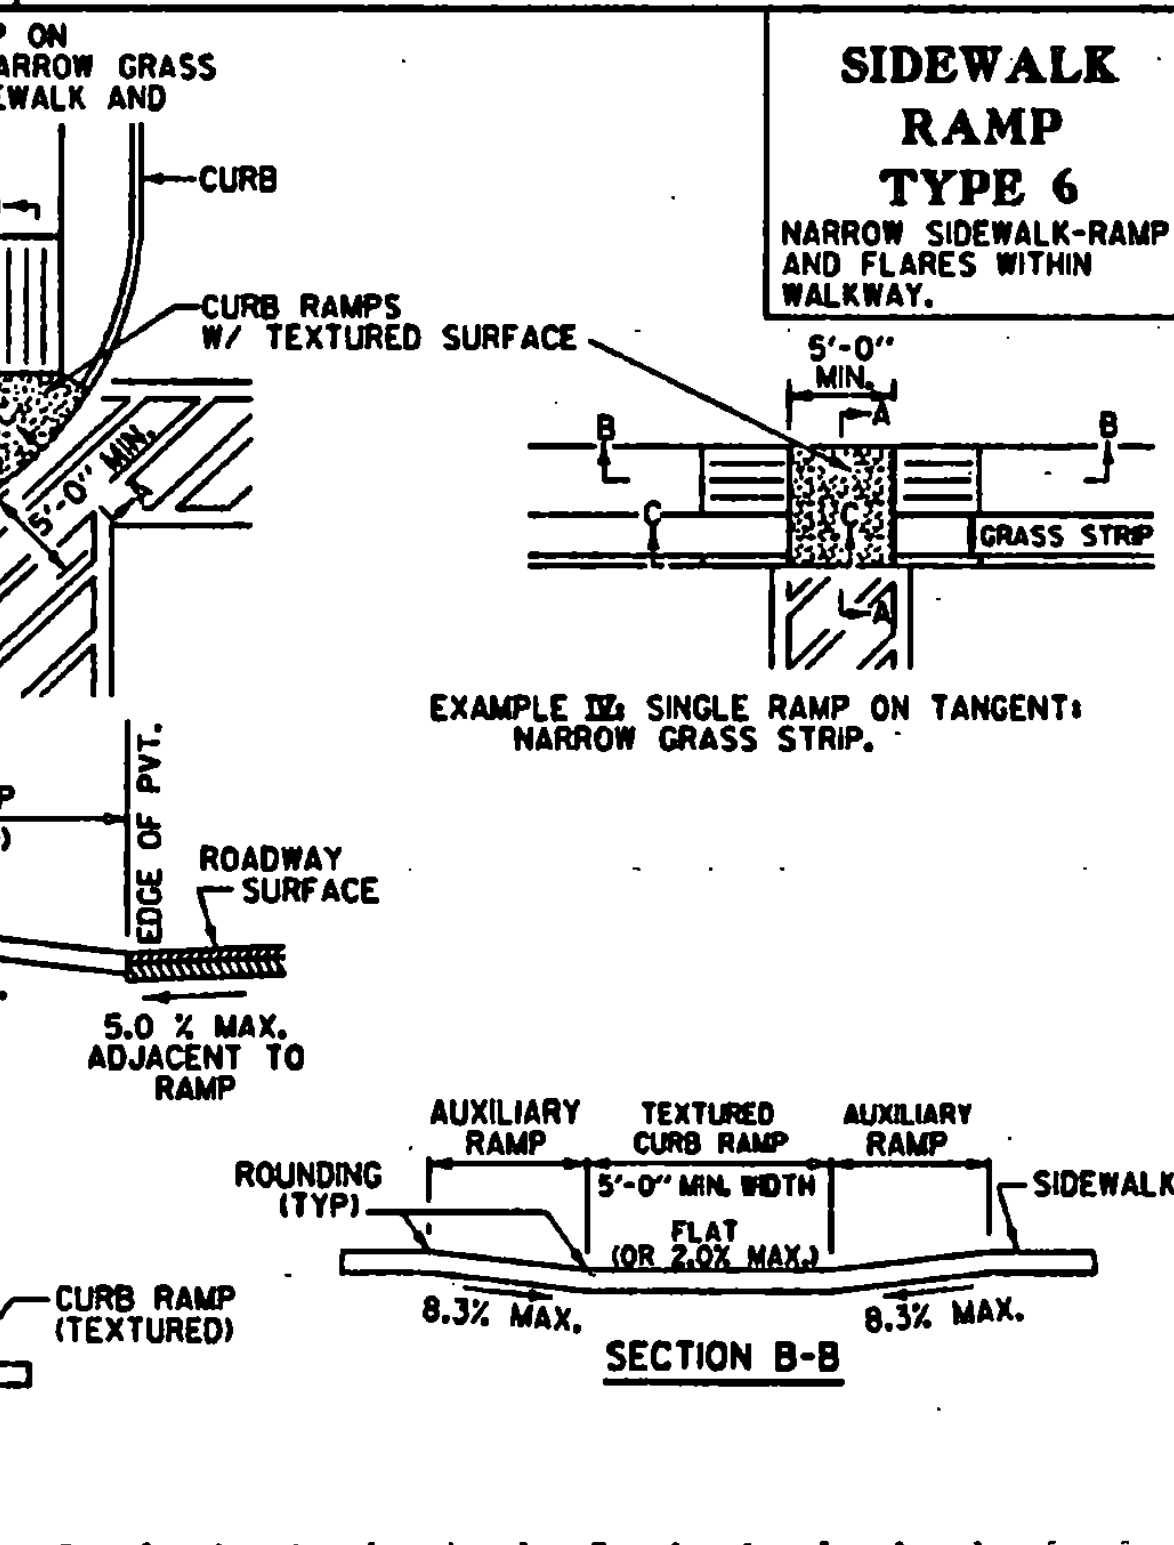 ON
GRASS
AND
CURB
SIDEWALK
RAMP
TYPE 6
NARROW SIDEWALK-RAMP
AND FLARES WITHIN
WALKWAY.
CURB RAMPS
W/ TEXTURED SURFACE
5'-0"
MIN.
A
B
B
5'-0" MIN.
A
C
C
GRASS STRIP
A
EXAMPLE IV: SINGLE RAMP ON TANGENT:
NARROW GRASS STRIP.
EDGE OF PVT.
ROADWAY
SURFACE
5.0 % MAX.
ADJACENT TO
RAMP
AUXILIARY
RAMP
TEXTURED
CURB RAMP
AUXILIARY
RAMP
ROUNDING
(TYP)
5'-0" MIN. WIDTH
SIDEWALK
FLAT
(OR 2.0% MAX.)
8.3% MAX.
8.3% MAX.
CURB RAMP
(TEXTURED)
SECTION B-B